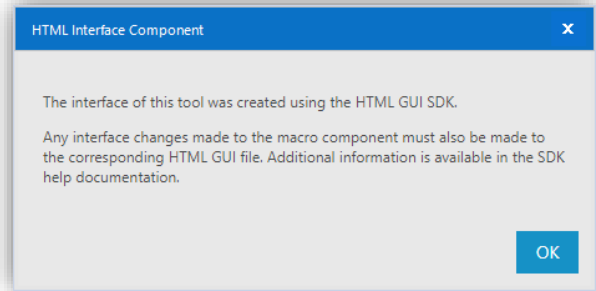 HTML Interface Component
x
The interface of this tool was created using the HTML GUI SDK.
Any interface changes made to the macro component must also be made to
the corresponding HTML GUI file. Additional information is available in the SDK
help documentation.
OK